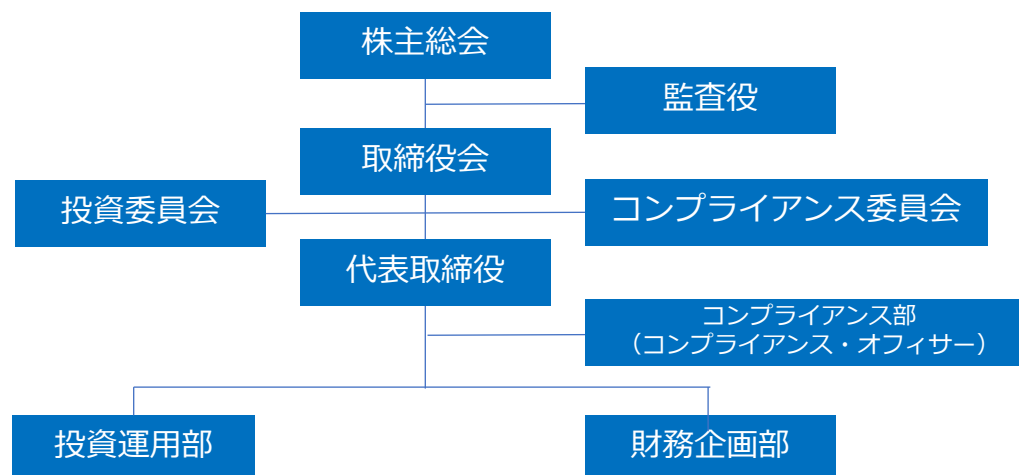 株主総会
監査役
取締役会
投資委員会
コンプライアンス委員会
代表取締役
コンプライアンス部
（コンプライアンス・オフィサー）
投資運用部
財務企画部